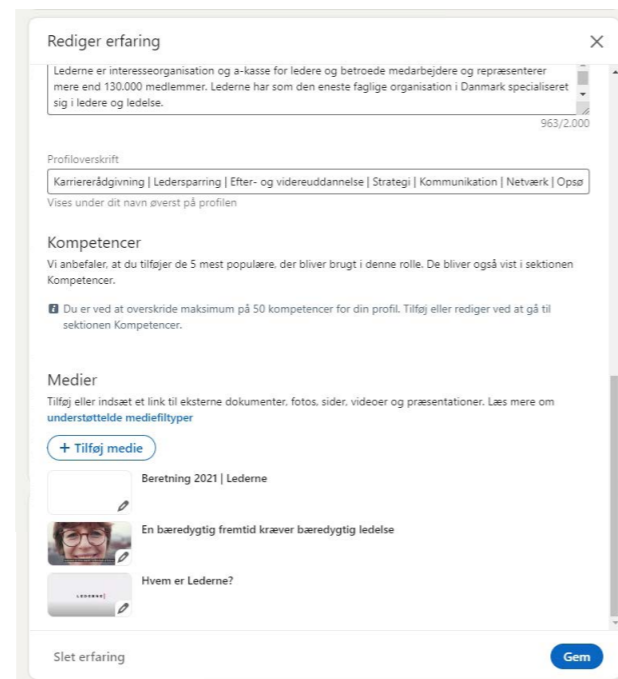 Rediger erfaring
Lederne er interesseorganisation og a-kasse for ledere og betroede medarbejdere og repræsenterer
mere end 130.000 medlemmer. Lederne har som den eneste faglige organisation i Danmark specialiseret
sig i ledere og ledelse.
963/2.000
Profiloverskrift
Karriererådgivning | Ledersparring | Efter- og videreuddannelse | Strategi | Kommunikation | Netværk | Opsø
Vises under dit navn øverst på profilen
Kompetencer
Vi anbefaler, at du tilføjer de 5 mest populære, der bliver brugt i denne rolle. De bliver også vist i sektionen
Kompetencer.
Du er ved at overskride maksimum på 50 kompetencer for din profil. Tilføj eller rediger ved at gå til
sektionen Kompetencer.
Medier
Tilføj eller indsæt et link til eksterne dokumenter, fotos, sider, videoer og præsentationer. Læs mere om
understøttelde mediefiltyper
+ Tilføj medie
Beretning 2021 | Lederne
En bæredygtig fremtid kræver bæredygtig ledelse
Hvem er Lederne?
Slet erfaring
Gem